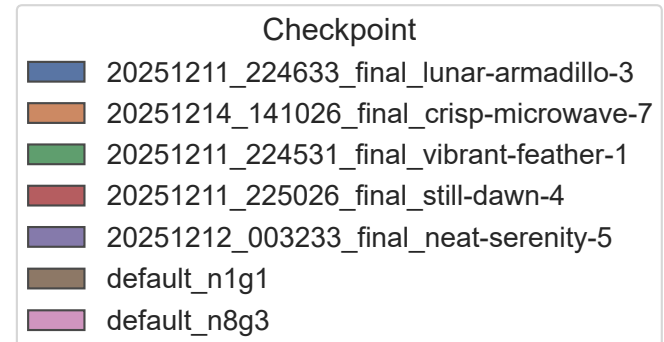 Checkpoint
20251211_224633_final_lunar-armadillo-3
20251214_141026_final_crisp-microwave-7
20251211_224531_final_vibrant-feather-1
20251211_225026_final_still-dawn-4
20251212_003233_final_neat-serenity-5
default_n1g1
default_n8g3